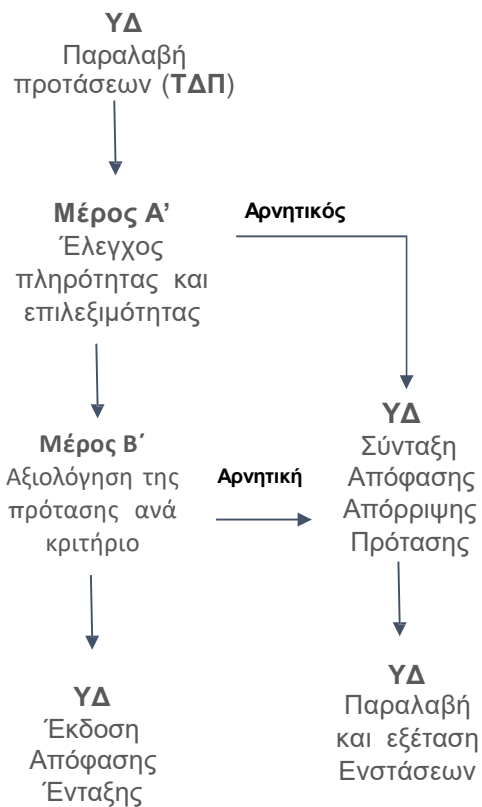 ΥΔ
Παραλαβή
προτάσεων (ΤΔΠ)
Μέρος Α’
Έλεγχος
πληρότητας και
επιλεξιμότητας
Αρνητικός
Μέρος Β΄
Αξιολόγηση της
πρότασης ανά
κριτήριο
Αρνητική
ΥΔ
Σύνταξη
Απόφασης
Απόρριψης
Πρότασης
ΥΔ
Έκδοση
Απόφασης
Ένταξης
ΥΔ
Παραλαβή
και εξέταση
Ενστάσεων